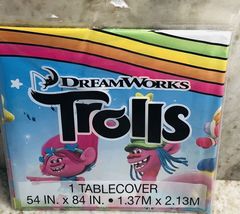 DREAMWORKS
Trolls
1 TABLECOVER
54 IN. x 84 IN. • 1.37M x 2.13M